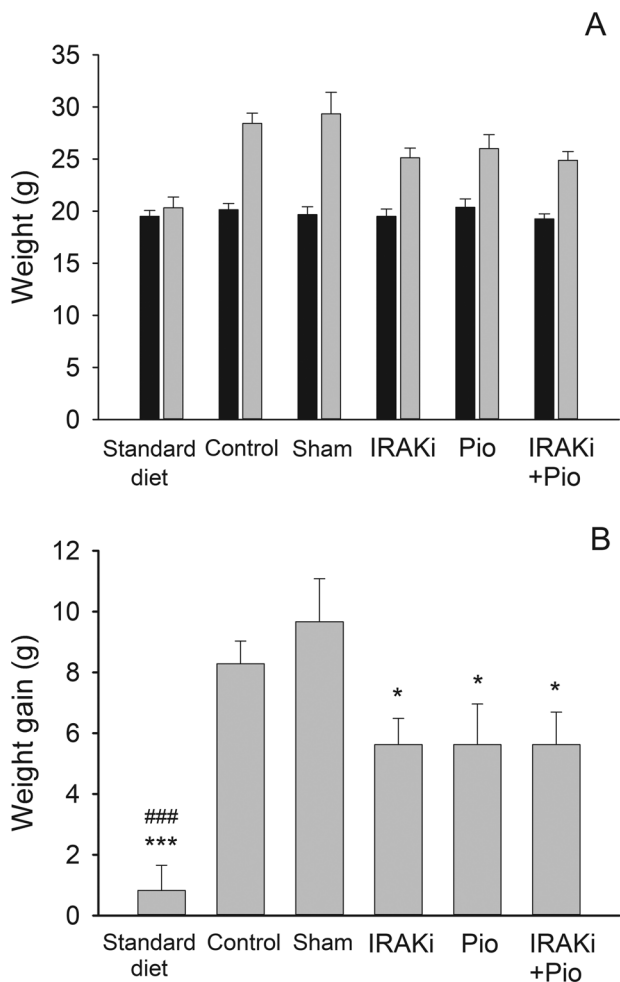 A
35
30
25
20
15
10
5
0
Weight (g)
Standard Control Sham IRAKi Pio IRAKi
diet +Pio
B
12
10
8
6
4
2
0
Weight gain (g)
###
***
* * *
Standard Control Sham IRAKi Pio IRAKi
diet +Pio